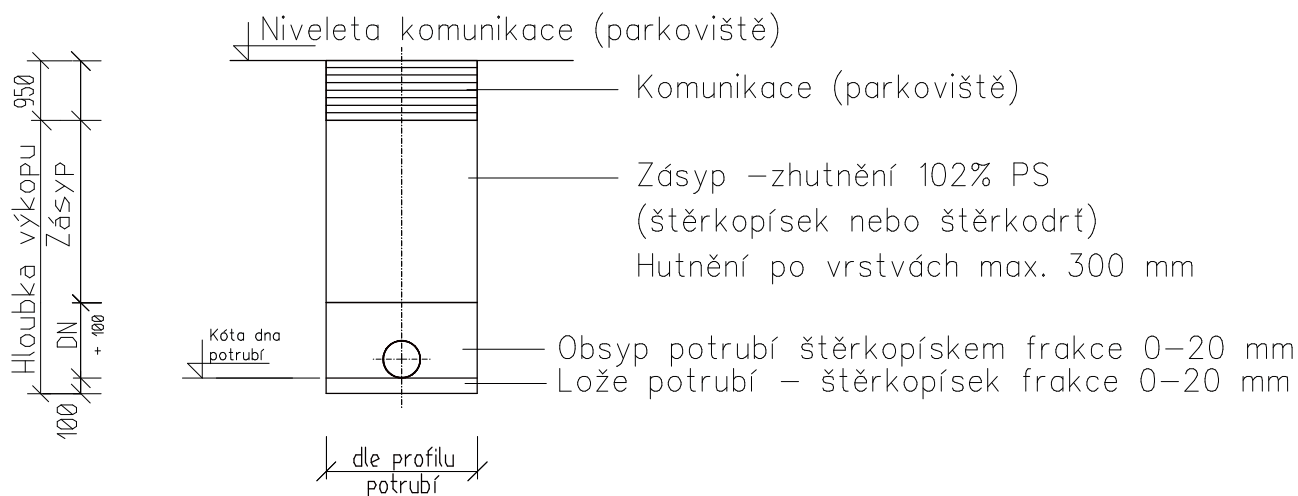 Niveleta komunikace (parkoviště)
950
Komunikace (parkoviště)
Hloubka výkopu
Zásyp
Zásyp –zhutnění 102% PS
(štěrkopísek nebo štěrkodrť)
Hutnění po vrstvách max. 300 mm
DN
+ 100
Kóta dna
potrubí
Obsyp potrubí štěrkopískem frakce 0–20 mm
Lože potrubí – štěrkopísek frakce 0–20 mm
100
dle profilu
potrubí